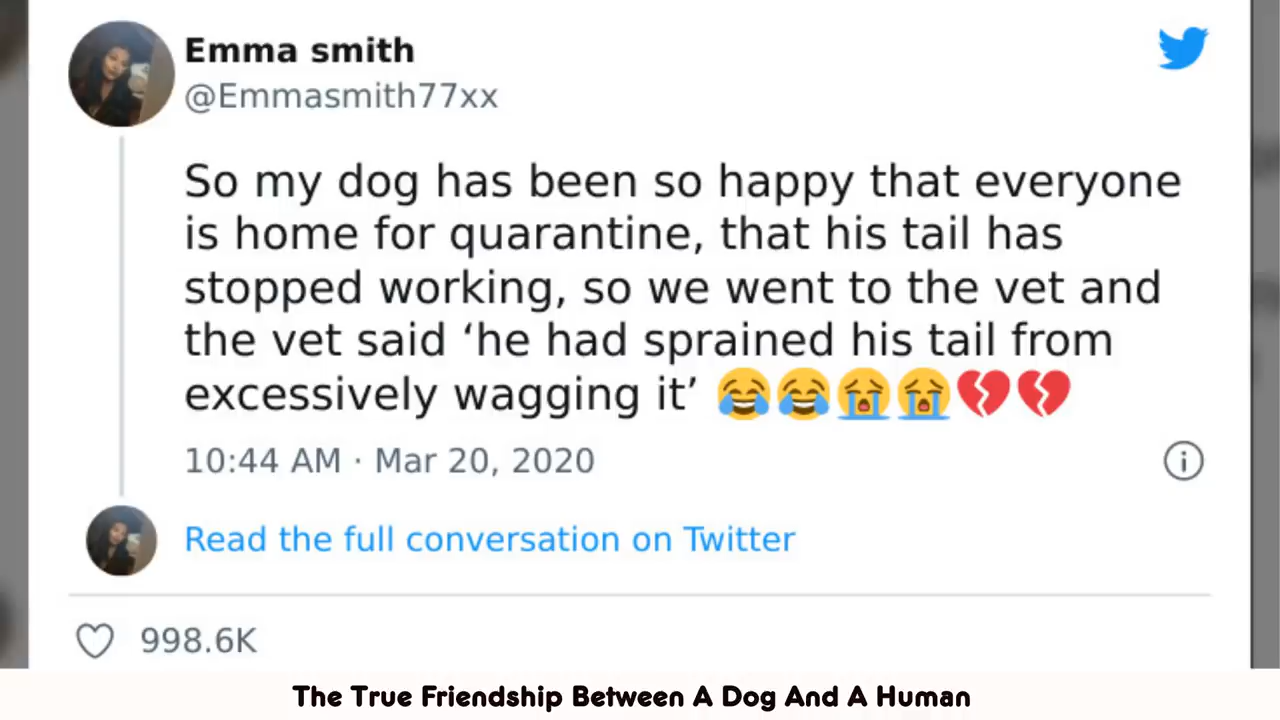 Emma smith
@Emmasmith77xx
So my dog has been so happy that everyone
is home for quarantine, that his tail has
stopped working, so we went to the vet and
the vet said ‘he had sprained his tail from
excessively wagging it’ 😂😂😭😭💔💔
10:44 AM · Mar 20, 2020
Read the full conversation on Twitter
998.6K
The True Friendship Between A Dog And A Human